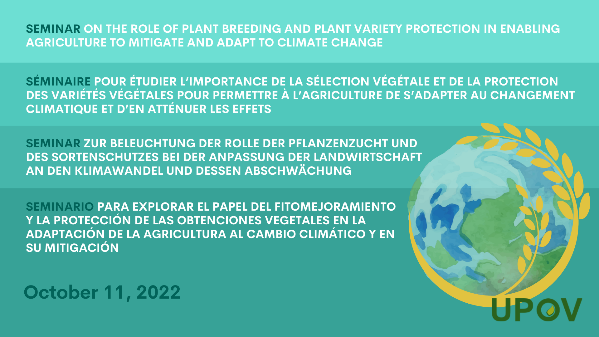 SEMINAR ON THE ROLE OF PLANT BREEDING AND PLANT VARIETY PROTECTION IN ENABLING
AGRICULTURE TO MITIGATE AND ADAPT TO CLIMATE CHANGE
SÉMINAIRE POUR ÉTUDIER L'IMPORTANCE DE LA SÉLECTION VÉGÉTALE ET DE LA PROTECTION
DES VARIÉTÉS VÉGÉTALES POUR PERMETTRE À L'AGRICULTURE DE S'ADAPTER AU CHANGEMENT
CLIMATIQUE ET D'EN ATTÉNUER LES EFFETS
SEMINAR ZUR BELEUCHTUNG DER ROLLE DER PFLANZENZUCHT UND
DES SORTENSCHUTZES BEI DER ANPASSUNG DER LANDWIRTSCHAFT
AN DEN KLIMAWANDEL UND DESSEN ABSCHWÄCHUNG
SEMINARIO PARA EXPLORAR EL PAPEL DEL FITOMEJORAMIENTO
Y LA PROTECCIÓN DE LAS OBTENCIONES VEGETALES EN LA
ADAPTACIÓN DE LA AGRICULTURA AL CAMBIO CLIMÁTICO Y EN
SU MITIGACIÓN
October 11, 2022
UPOV